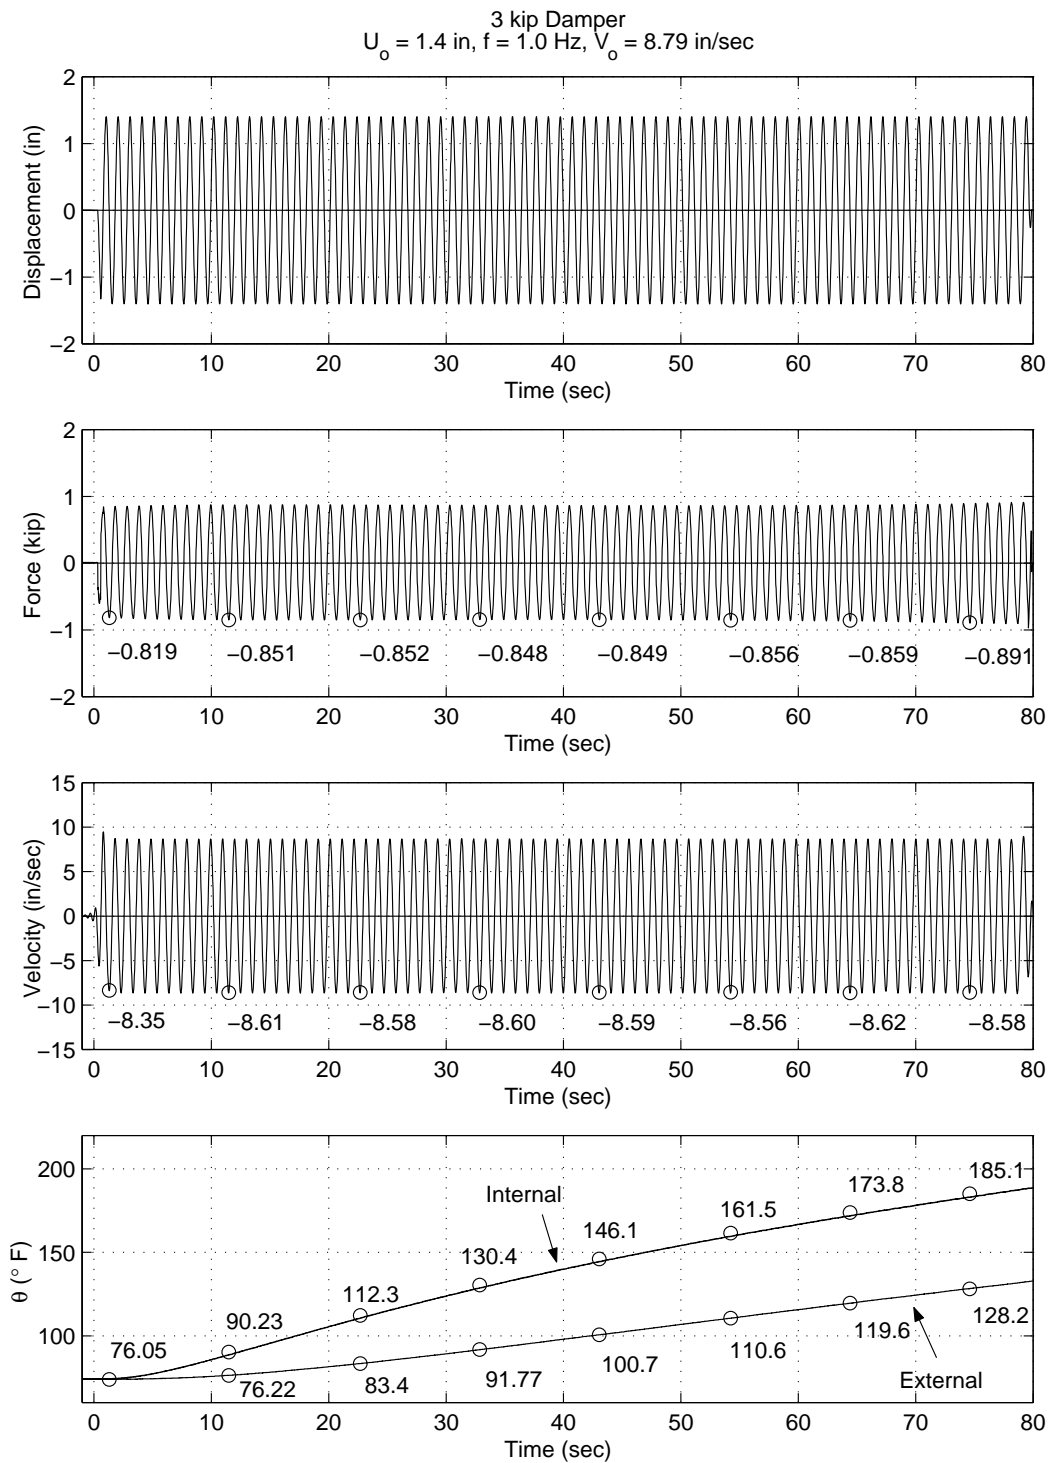 3 kip Damper
U_o = 1.4 in, f = 1.0 Hz, V_o = 8.79 in/sec
2
1
0
−1
−2
Displacement (in)
0 10 20 30 40 50 60 70 80
Time (sec)
2
1
0
−1
−2
Force (kip)
−0.819 −0.851 −0.852 −0.848 −0.849 −0.856 −0.859 −0.891
0 10 20 30 40 50 60 70 80
Time (sec)
15
10
5
0
−5
−10
−15
Velocity (in/sec)
−8.35 −8.61 −8.58 −8.60 −8.59 −8.56 −8.62 −8.58
0 10 20 30 40 50 60 70 80
Time (sec)
200
150
100
θ (° F)
Internal
76.05 90.23 112.3 130.4 146.1 161.5 173.8 185.1
76.22 83.4 91.77 100.7 110.6 119.6 128.2
External
0 10 20 30 40 50 60 70 80
Time (sec)